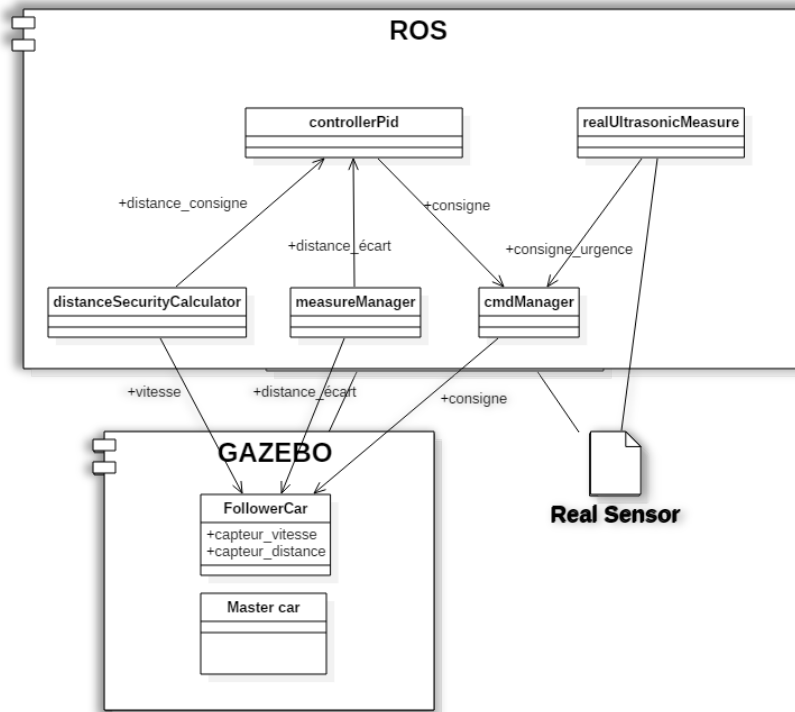 ROS
controllerPid
realUltrasonicMeasure
+distance_consigne
+consigne
+distance_écart
+consigne_urgence
distanceSecurityCalculator
measureManager
cmdManager
+vitesse
+distance_écart
+consigne
GAZEBO
FollowerCar
+capteur_vitesse
+capteur_distance
Real Sensor
Master car